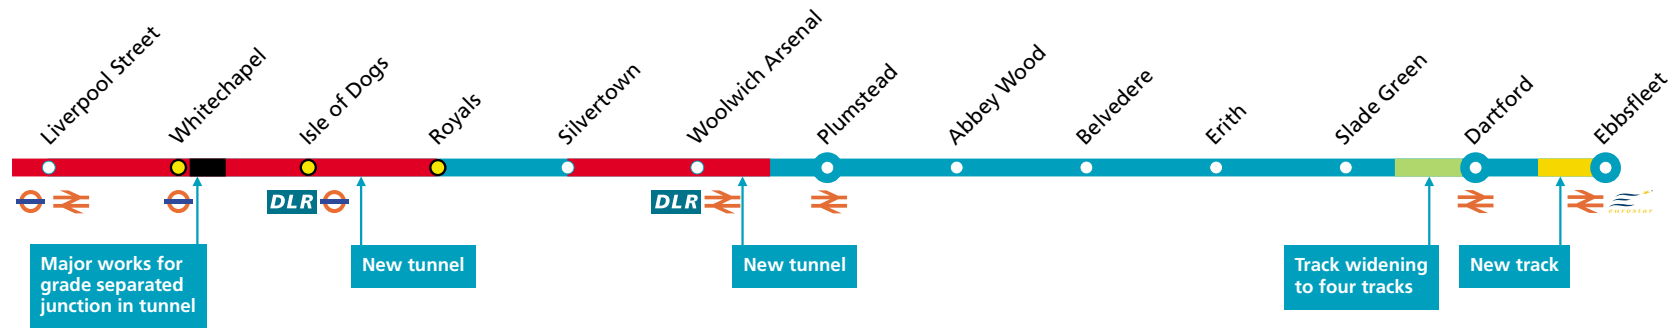 Liverpool Street
Whitechapel
Isle of Dogs
Royals
Silvertown
Woolwich Arsenal
Plumstead
Abbey Wood
Belvedere
Erith
Slade Green
Dartford
Ebbsfleet
DLR
DLR
eurostar
Major works for
grade separated
junction in tunnel
New tunnel
New tunnel
Track widening
to four tracks
New track